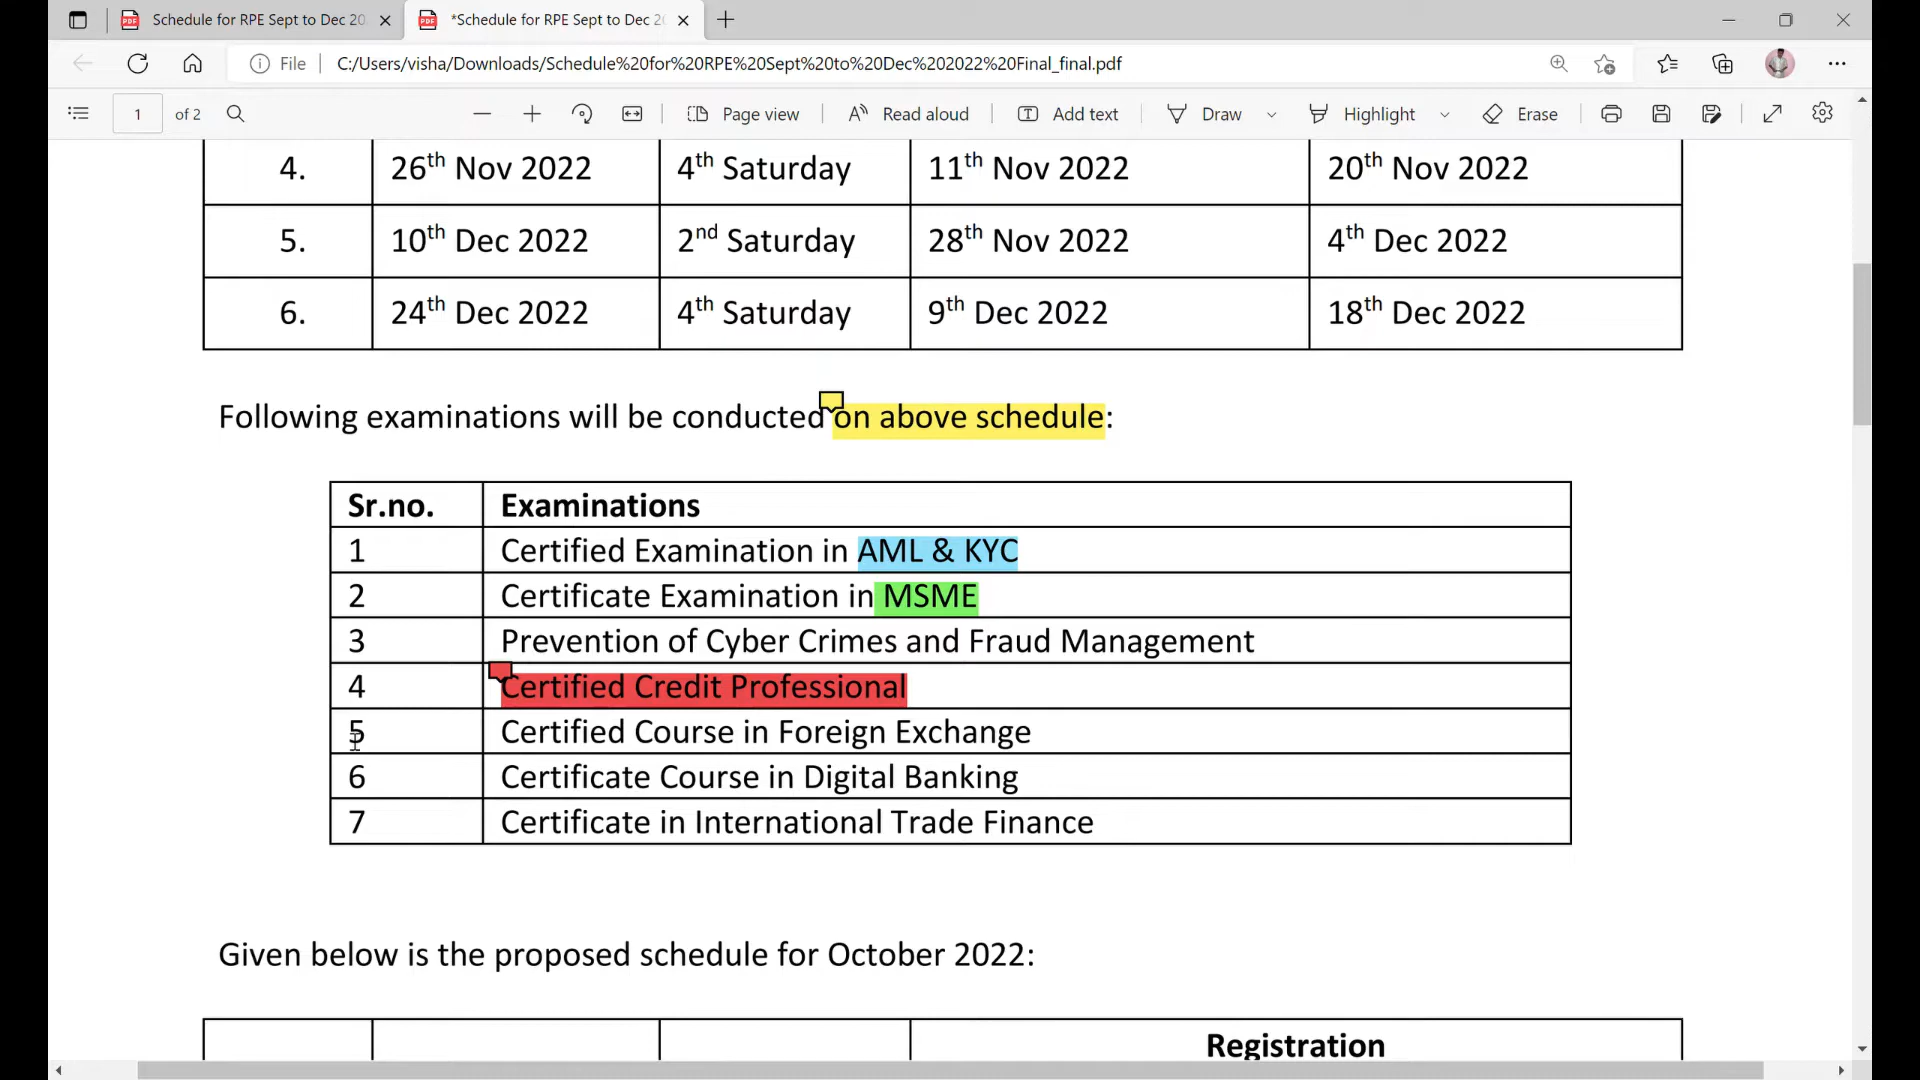 Schedule for RPE Sept to Dec 20
*Schedule for RPE Sept to Dec 2
File
C:/Users/visha/Downloads/Schedule%20for%20RPE%20Sept%20to%20Dec%202022%20Final_final.pdf
1 of 2 Page view Read aloud Add text Draw Highlight Erase
4. 26th Nov 2022 4th Saturday 11th Nov 2022 20th Nov 2022
5. 10th Dec 2022 2nd Saturday 28th Nov 2022 4th Dec 2022
6. 24th Dec 2022 4th Saturday 9th Dec 2022 18th Dec 2022
Following examinations will be conducted on above schedule:
Sr.no. Examinations
1 Certified Examination in AML & KYC
2 Certificate Examination in MSME
3 Prevention of Cyber Crimes and Fraud Management
4 Certified Credit Professional
5 Certified Course in Foreign Exchange
6 Certificate Course in Digital Banking
7 Certificate in International Trade Finance
Given below is the proposed schedule for October 2022:
Registration